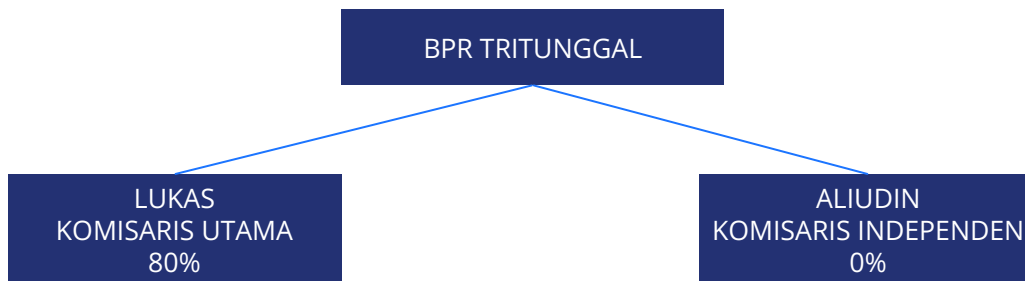 BPR TRITUNGGAL
LUKAS
KOMISARIS UTAMA
80%
ALIUDIN
KOMISARIS INDEPENDEN
0%